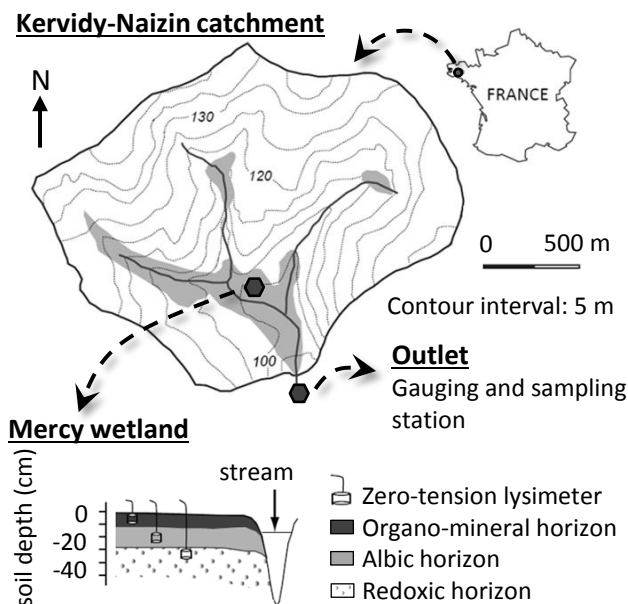 Kervidy-Naizin catchment
N
FRANCE
130
120
100
0 500 m
Contour interval: 5 m
Outlet
Gauging and sampling
station
Mercy wetland
soil depth (cm)
0
-20
-40
stream
Zero-tension lysimeter
Organo-mineral horizon
Albic horizon
Redoxic horizon